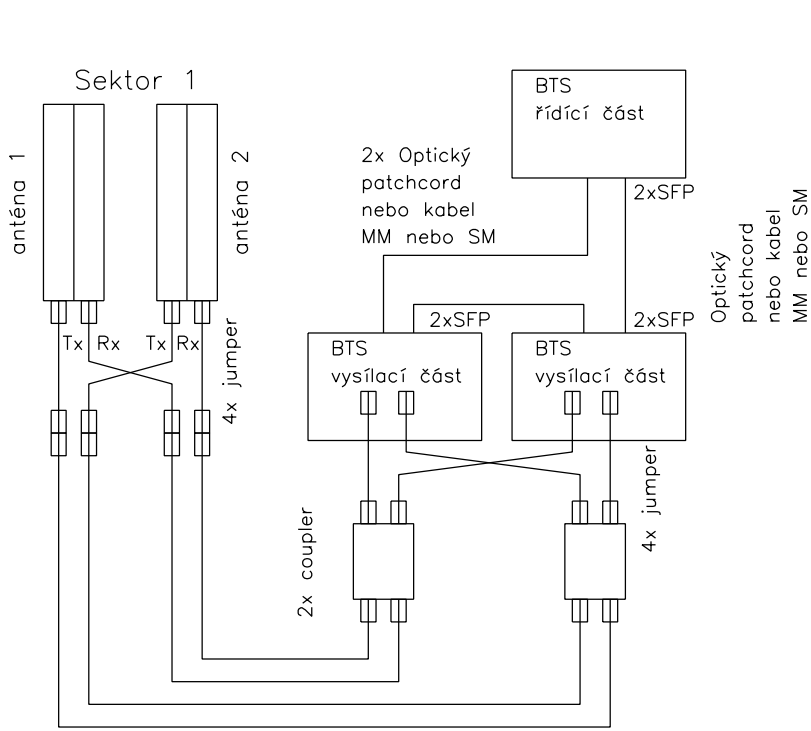 Sektor 1
anténa 1
anténa 2
Tx
Rx
Tx
Rx
4x jumper
2x Optický
patchcord
nebo kabel
MM nebo SM
BTS
řídící část
2xSFP
Optický
patchcord
nebo kabel
MM nebo SM
2xSFP
2xSFP
BTS
vysílací část
BTS
vysílací část
2x coupler
4x jumper